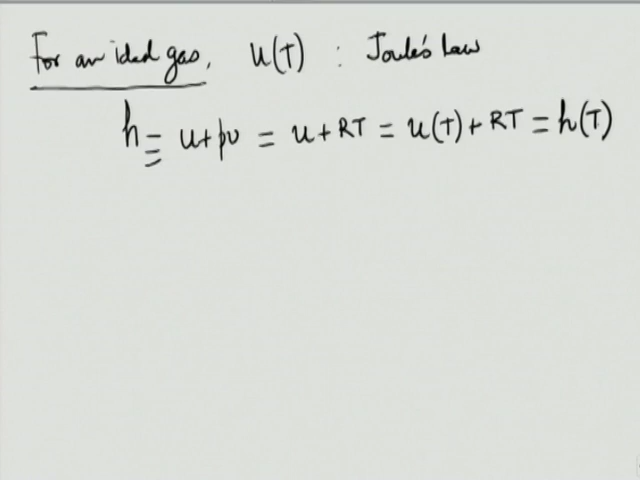 For an ideal gas, u(T) : Joule's Law
h = u+pv = u+RT = u(T)+RT = h(T)